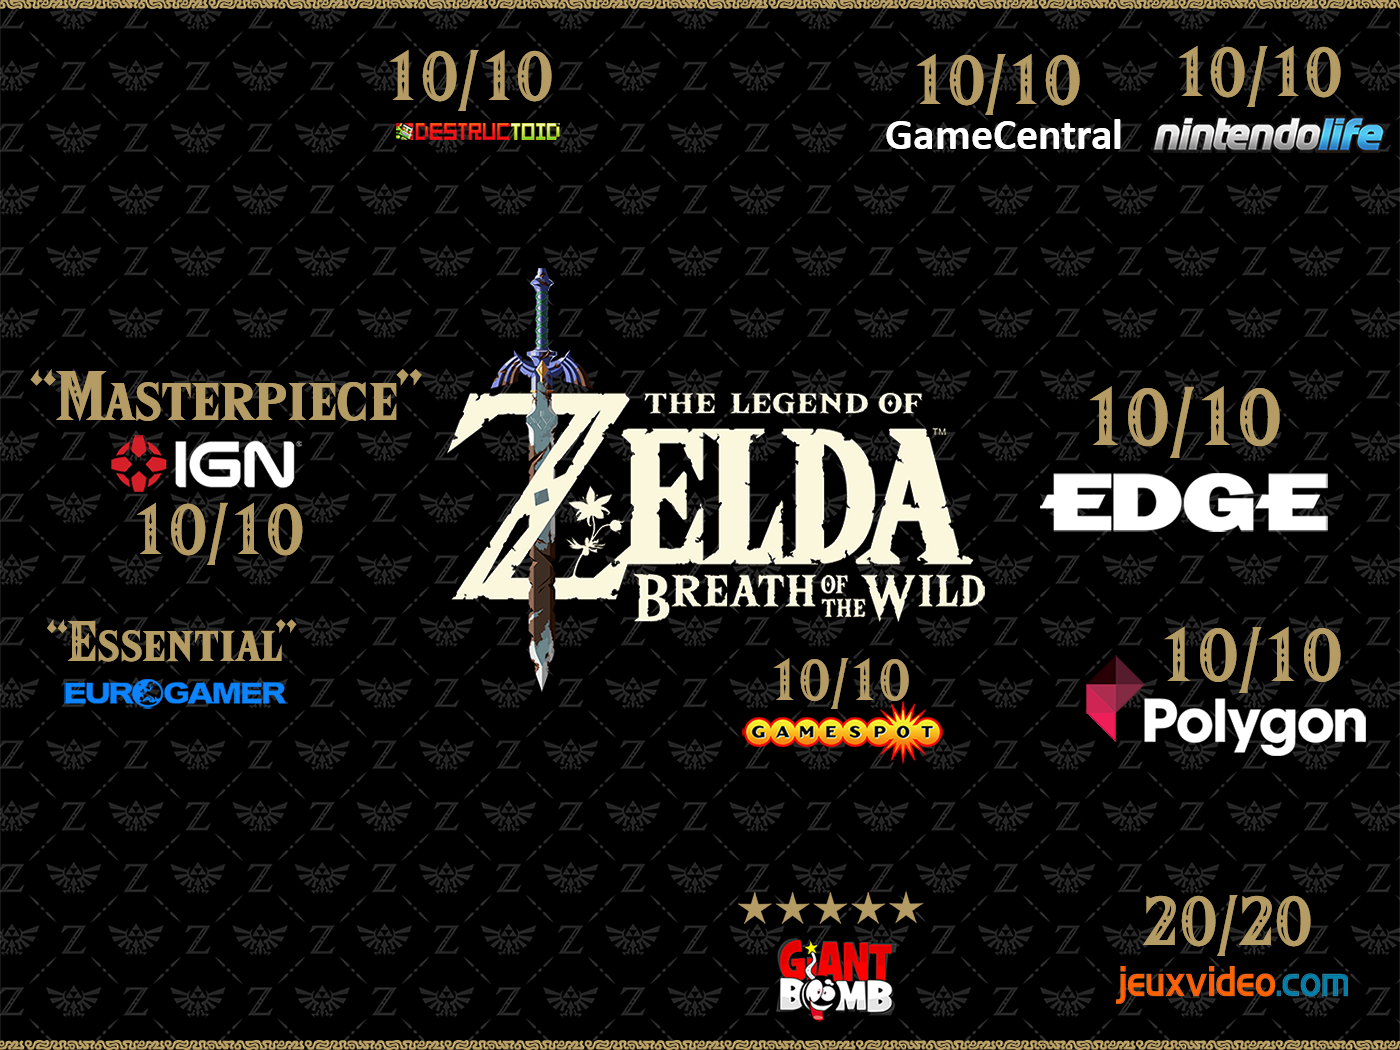 10/10
DESTRUCTOID
10/10
GameCentral
10/10
nintendolife
“MASTERPIECE”
IGN®
10/10
THE LEGEND OF
ZELDA™
BREATH OF THE WILD
10/10
EDGE
“ESSENTIAL”
EUROGAMER
10/10
GAMESPOT
10/10
Polygon
★★★★★
GIANT
BOMB
20/20
jeuxvideo.com